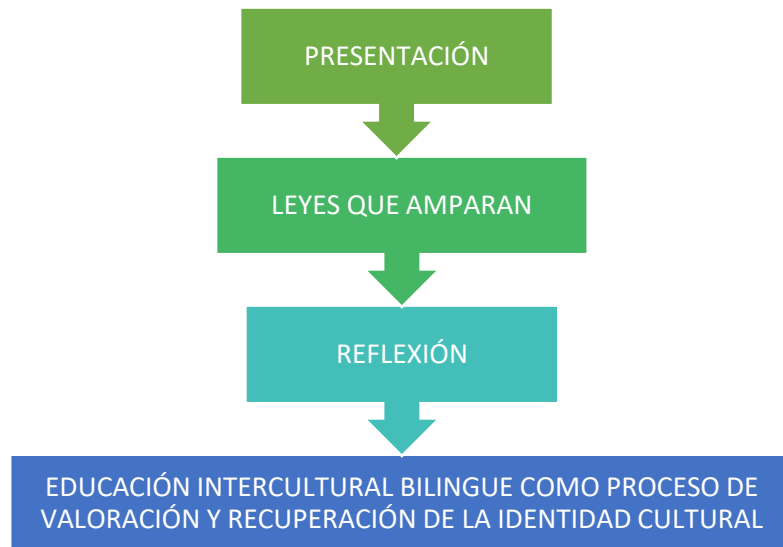 PRESENTACIÓN
LEYES QUE AMPARAN
REFLEXIÓN
EDUCACIÓN INTERCULTURAL BILINGUE COMO PROCESO DE
VALORACIÓN Y RECUPERACIÓN DE LA IDENTIDAD CULTURAL